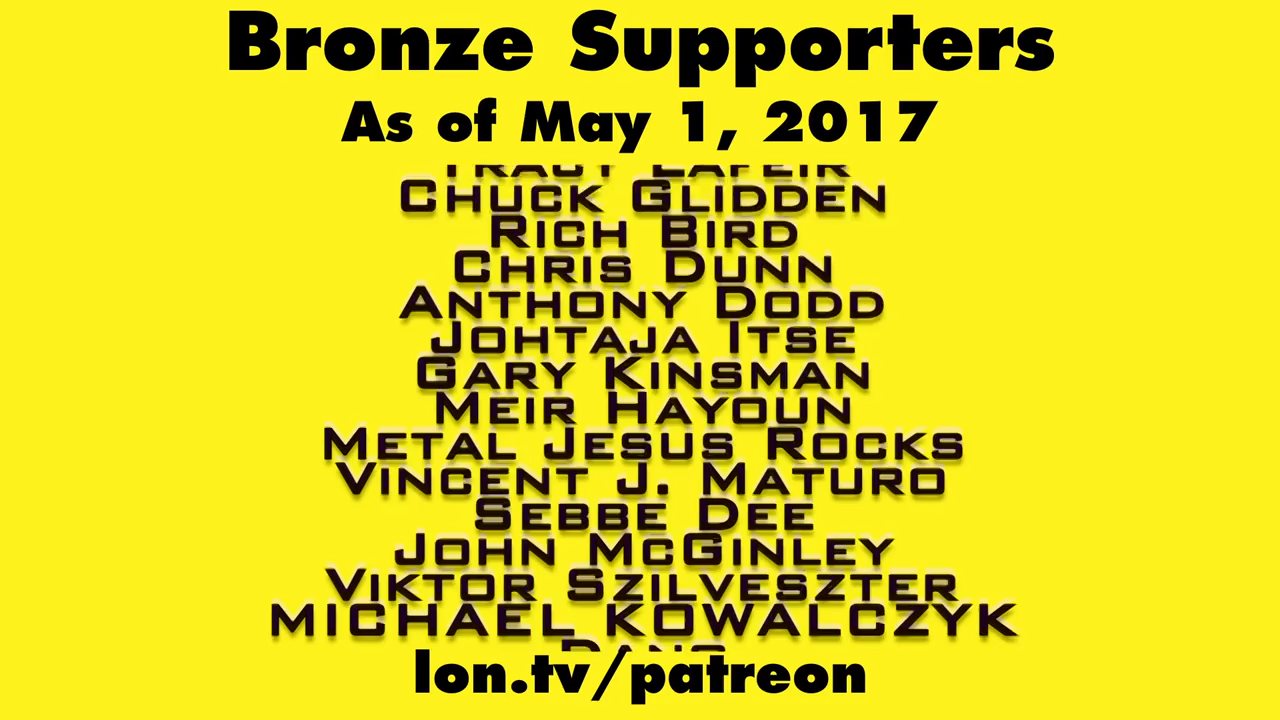 Bronze Supporters
As of May 1, 2017
CHUCK GLIDDEN
RICH BIRD
CHRIS DUNN
ANTHONY DODD
JOHTAJA ITSE
GARY KINSMAN
MEIR HAYOUN
METAL JESUS ROCKS
VINCENT J. MATURO
SEBBE DEE
JOHN MCGINLEY
VIKTOR SZILVESZTER
MICHAEL KOWALCZYK
lon.tv/patreon